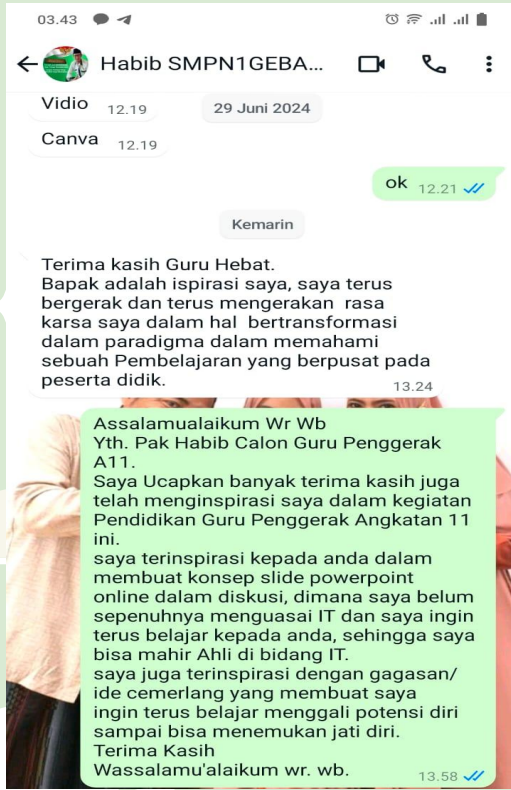 03.43
Habib SMPN1GEBA...
Vidio 12.19
29 Juni 2024
Canva 12.19
ok 12.21
Kemarin
Terima kasih Guru Hebat.
Bapak adalah ispirasi saya, saya terus
bergerak dan terus mengerakan rasa
karsa saya dalam hal bertransformasi
dalam paradigma dalam memahami
sebuah Pembelajaran yang berpusat pada
peserta didik. 13.24
Assalamualaikum Wr Wb
Yth. Pak Habib Calon Guru Penggerak
A11.
Saya Ucapkan banyak terima kasih juga
telah menginspirasi saya dalam kegiatan
Pendidikan Guru Penggerak Angkatan 11
ini.
saya terinspirasi kepada anda dalam
membuat konsep slide powerpoint
online dalam diskusi, dimana saya belum
sepenuhnya menguasai IT dan saya ingin
terus belajar kepada anda, sehingga saya
bisa mahir Ahli di bidang IT.
saya juga terinspirasi dengan gagasan/
ide cemerlang yang membuat saya
ingin terus belajar menggali potensi diri
sampai bisa menemukan jati diri.
Terima Kasih
Wassalamu'alaikum wr. wb. 13.58